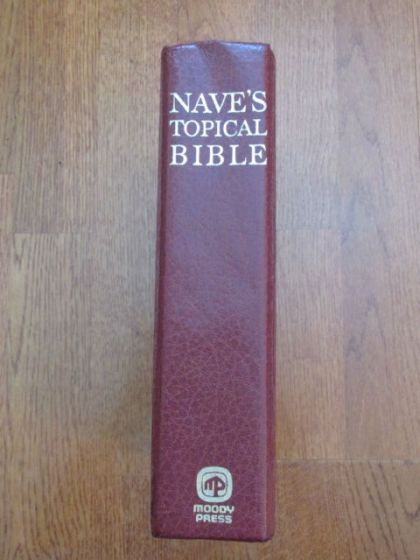 NAVE'S
TOPICAL
BIBLE
MOODY
PRESS